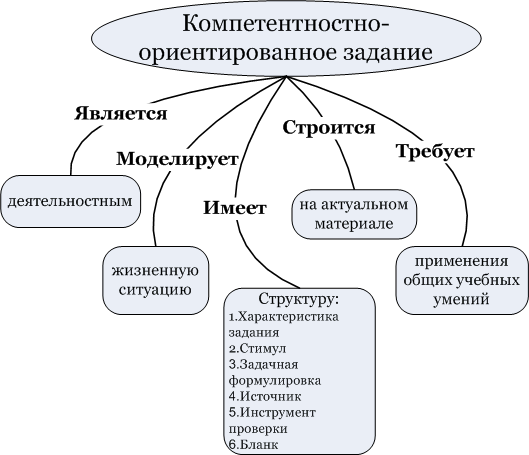 Компетентностно-
ориентированное задание
Является
Моделирует
Имеет
Строится
Требует
деятельностным
жизненную
ситуацию
Структуру:
1.Характеристика
задания
2.Стимул
3.Задачная
формулировка
4.Источник
5.Инструмент
проверки
6.Бланк
на актуальном
материале
применения
общих учебных
умений